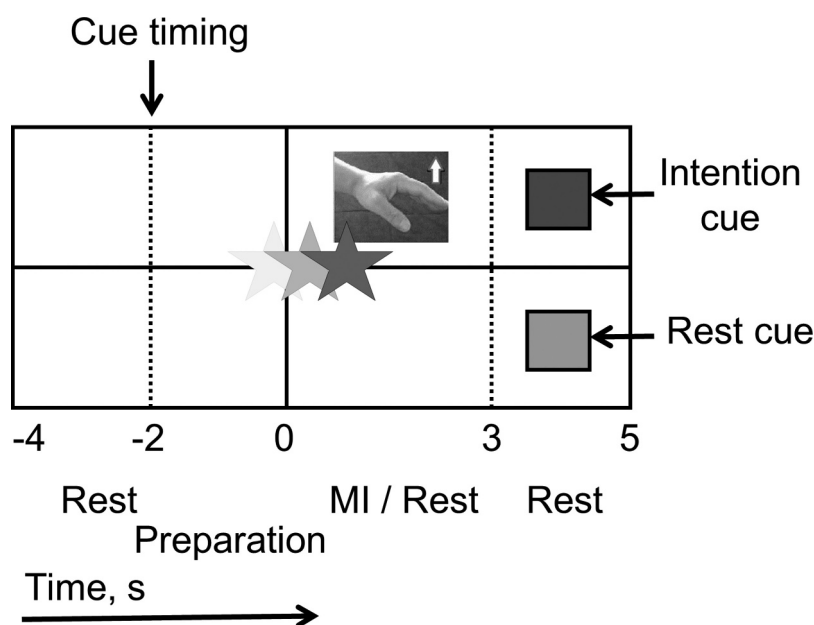 Cue timing
Intention
cue
Rest cue
-4 -2 0 3 5
Rest MI / Rest Rest
Preparation
Time, s